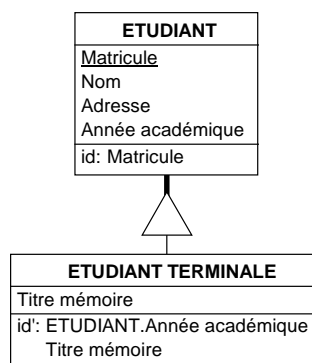 ETUDIANT
Matricule
Nom
Adresse
Année académique
id: Matricule
ETUDIANT TERMINALE
Titre mémoire
id': ETUDIANT.Année académique
Titre mémoire